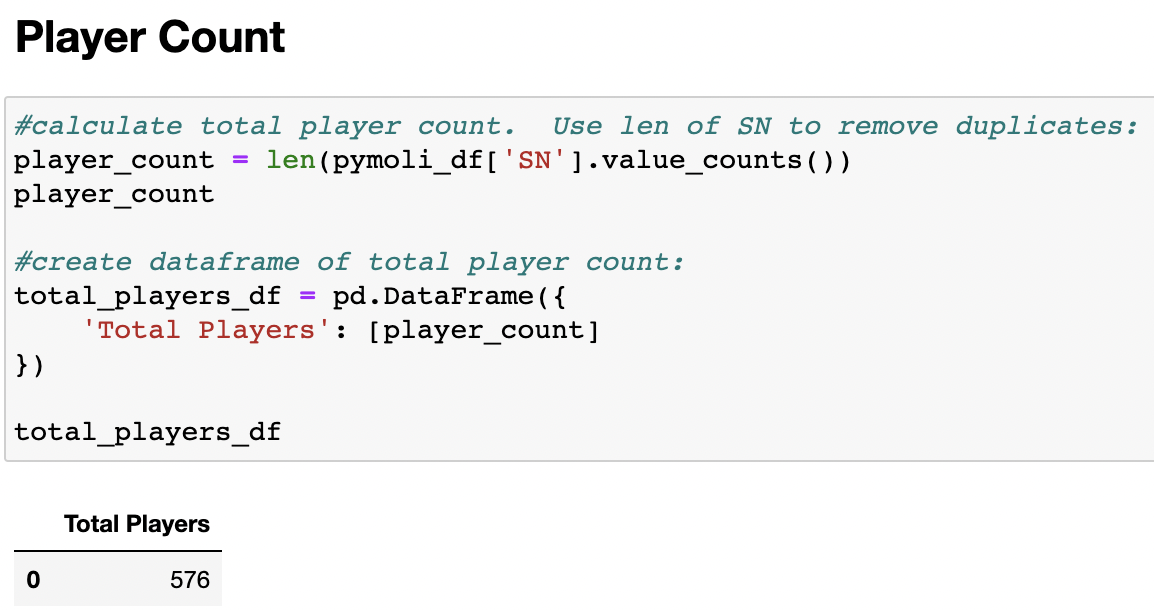 Player Count
#calculate total player count.  Use len of SN to remove duplicates:
player_count = len(pymoli_df['SN'].value_counts())
player_count
#create dataframe of total player count:
total_players_df = pd.DataFrame({
    'Total Players': [player_count]
})
total_players_df
Total Players
0 576